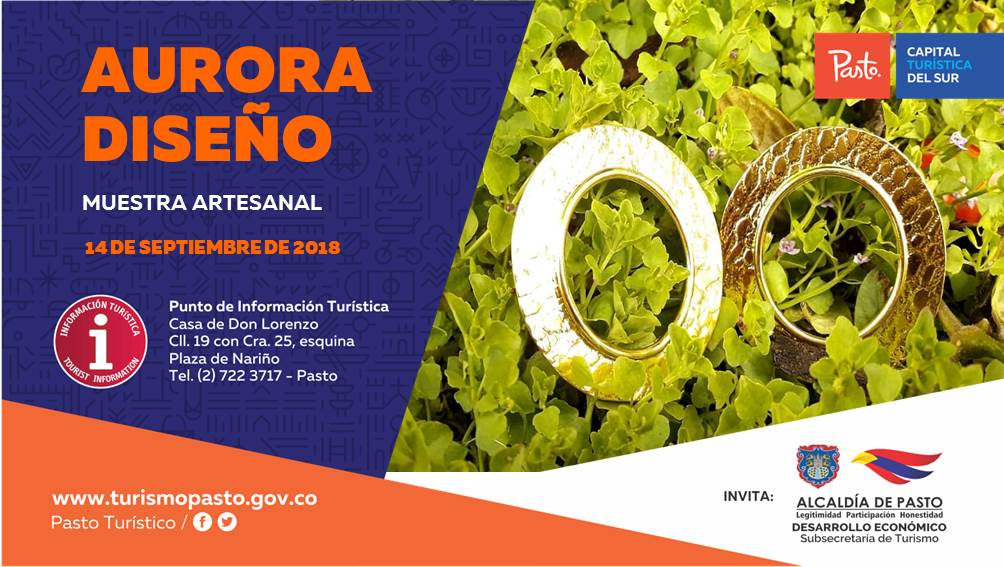 AURORA
DISEÑO
MUESTRA ARTESANAL
14 DE SEPTIEMBRE DE 2018
INFORMACIÓN TURÍSTICA
i
TOURIST INFORMATION
Punto de Información Turística
Casa de Don Lorenzo
Cll. 19 con Cra. 25, esquina
Plaza de Nariño
Tel. (2) 722 3717 - Pasto
Pasto.
CAPITAL
TURÍSTICA
DEL SUR
www.turismopasto.gov.co
Pasto Turístico /
INVITA:
ALCALDÍA DE PASTO
Legitimidad Participación Honestidad
DESARROLLO ECONÓMICO
Subsecretaría de Turismo